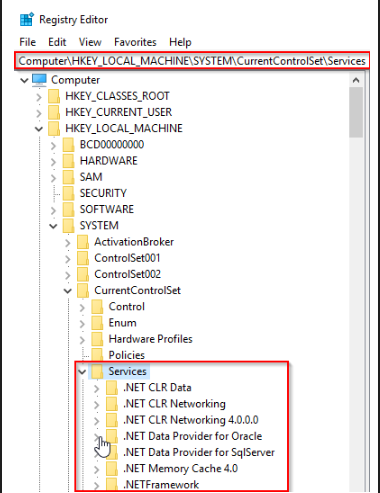 Registry Editor
File Edit View Favorites Help
Computer\HKEY_LOCAL_MACHINE\SYSTEM\CurrentControlSet\Services
Computer
HKEY_CLASSES_ROOT
HKEY_CURRENT_USER
HKEY_LOCAL_MACHINE
BCD00000000
HARDWARE
SAM
SECURITY
SOFTWARE
SYSTEM
ActivationBroker
ControlSet001
ControlSet002
CurrentControlSet
Control
Enum
Hardware Profiles
Policies
Services
.NET CLR Data
.NET CLR Networking
.NET CLR Networking 4.0.0.0
.NET Data Provider for Oracle
.NET Data Provider for SqlServer
.NET Memory Cache 4.0
.NETFramework